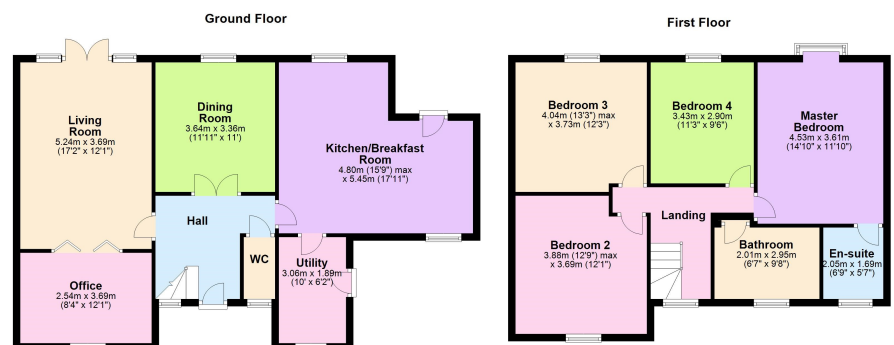 Ground Floor
Living
Room
5.24m x 3.69m
(17'2" x 12'1")
Dining
Room
3.64m x 3.36m
(11'11" x 11')
Kitchen/Breakfast
Room
4.80m (15'9") max
x 5.45m (17'11")
Hall
WC
Utility
3.06m x 1.89m
(10' x 6'2")
Office
2.54m x 3.69m
(8'4" x 12'1")
First Floor
Bedroom 3
4.04m (13'3") max
x 3.73m (12'3")
Bedroom 4
3.43m x 2.90m
(11'3" x 9'6")
Master
Bedroom
4.53m x 3.61m
(14'10" x 11'10")
Landing
Bedroom 2
3.88m (12'9") max
x 3.69m (12'1")
Bathroom
2.01m x 2.95m
(6'7" x 9'8")
En-suite
2.05m x 1.69m
(6'9" x 5'7")